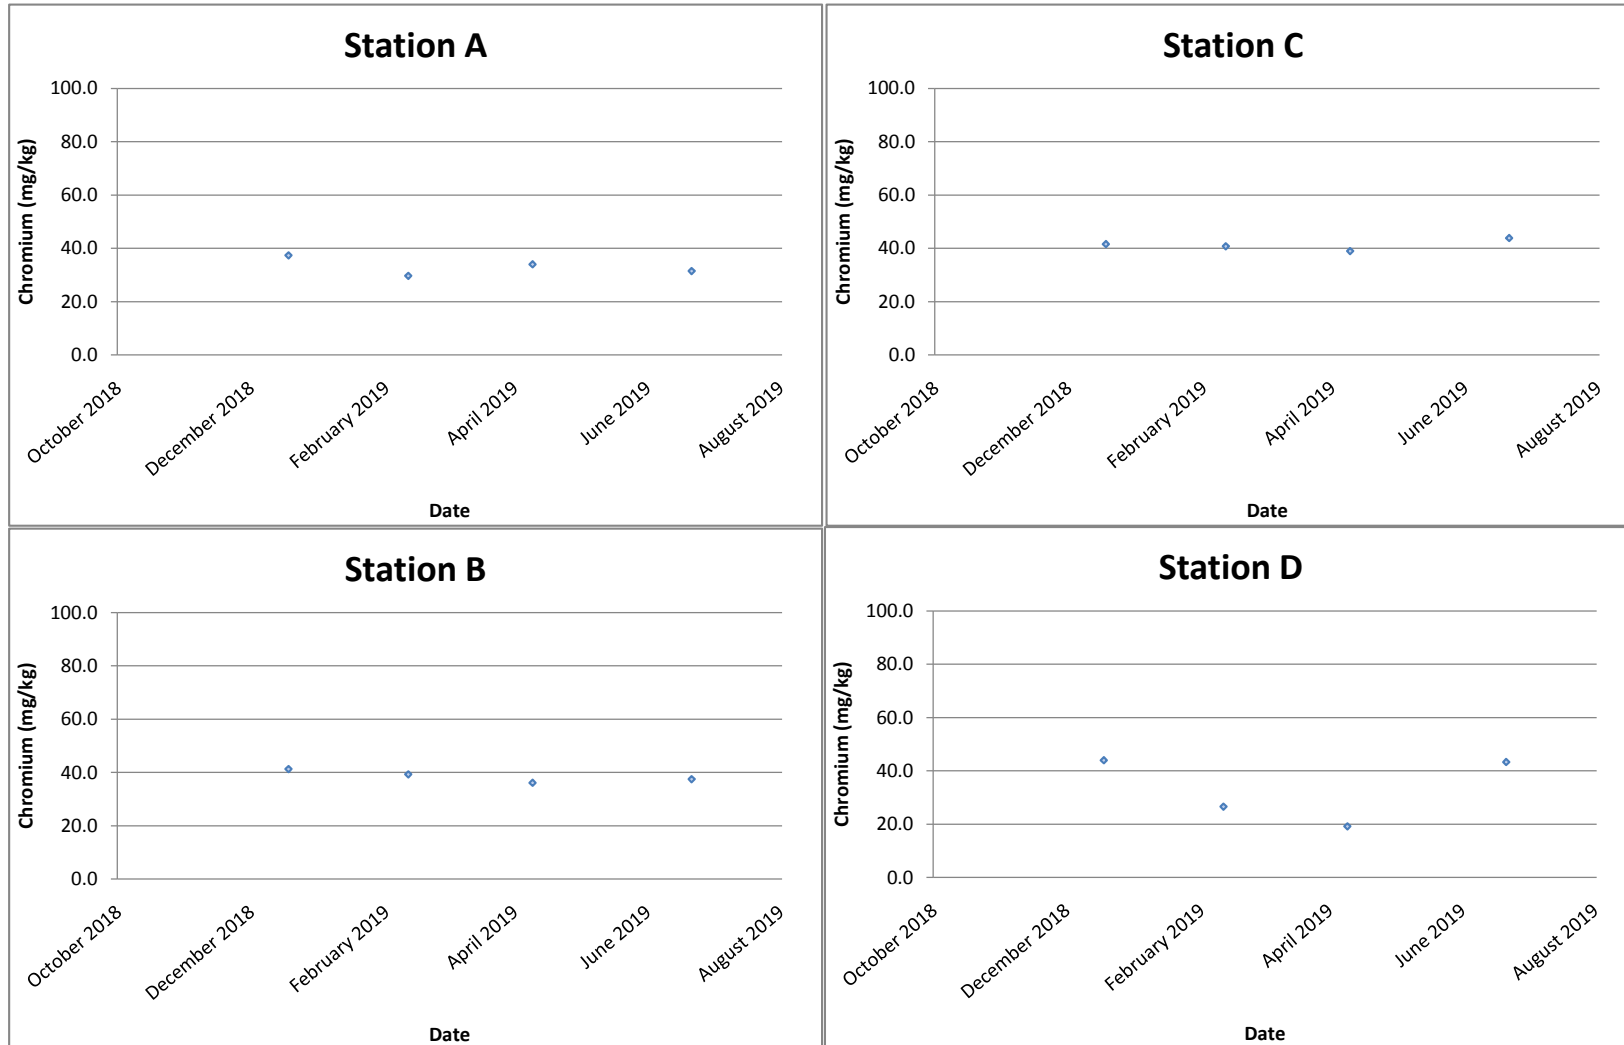 Station A
Chromium (mg/kg)
100.0
80.0
60.0
40.0
20.0
0.0
October 2018
December 2018
February 2019
April 2019
June 2019
August 2019
Date
Station C
Chromium (mg/kg)
100.0
80.0
60.0
40.0
20.0
0.0
October 2018
December 2018
February 2019
April 2019
June 2019
August 2019
Date
Station B
Chromium (mg/kg)
100.0
80.0
60.0
40.0
20.0
0.0
October 2018
December 2018
February 2019
April 2019
June 2019
August 2019
Date
Station D
Chromium (mg/kg)
100.0
80.0
60.0
40.0
20.0
0.0
October 2018
December 2018
February 2019
April 2019
June 2019
August 2019
Date